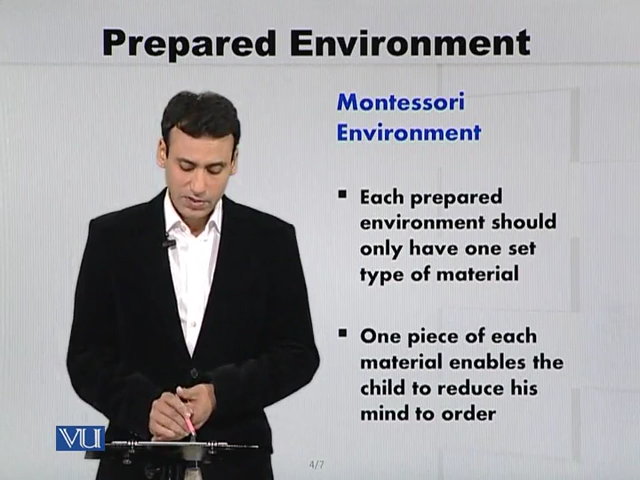 Prepared Environment
Montessori
Environment
▪ Each prepared
environment should
only have one set
type of material
▪ One piece of each
material enables the
child to reduce his
mind to order
VU
4/7